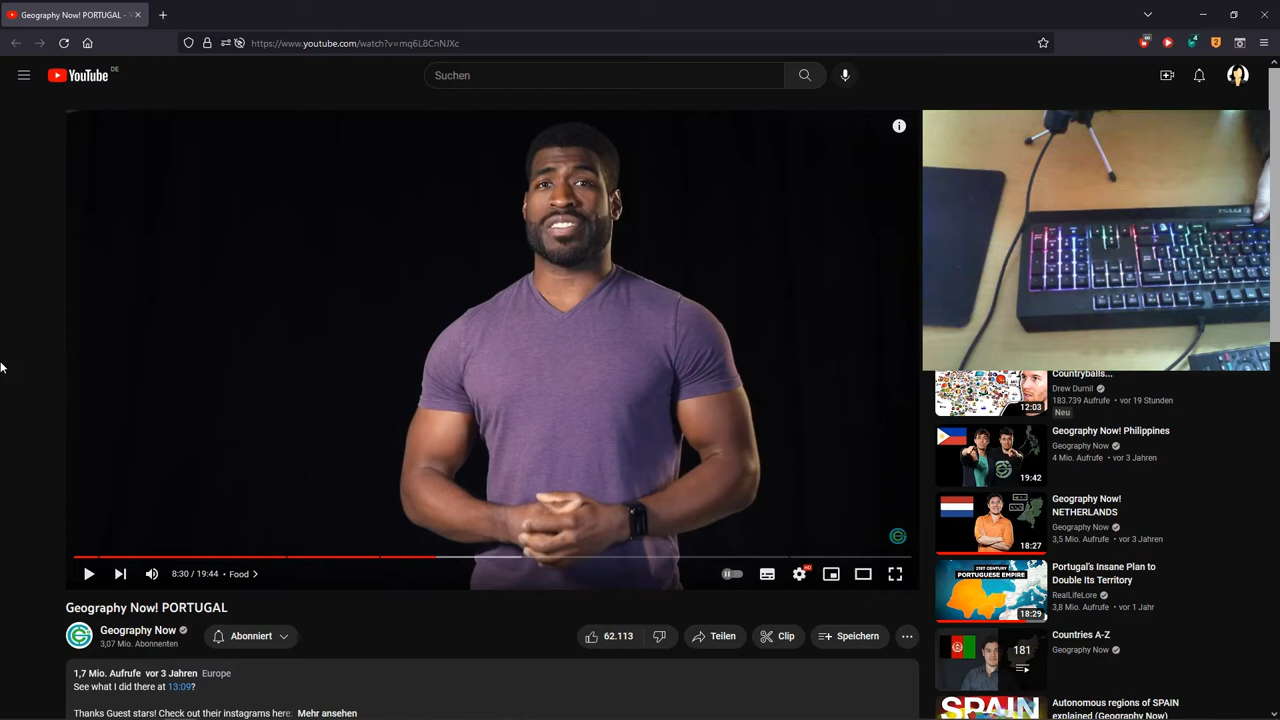 Geography Now! PORTUGAL - Y
https://www.youtube.com/watch?v=mq6L8CnNJXc
60
4
2
YouTube DE
Suchen
8:30 / 19:44 • Food
HD
Geography Now! PORTUGAL
Geography Now
3,07 Mio. Abonnenten
Abonniert
62.113
Teilen
Clip
Speichern
1,7 Mio. Aufrufe vor 3 Jahren Europe
See what I did there at 13:09?
Thanks Guest stars! Check out their instagrams here: Mehr ansehen
Countryballs...
Drew Durnil
183.739 Aufrufe • vor 19 Stunden
Neu
12:03
Geography Now! Philippines
Geography Now
4 Mio. Aufrufe • vor 3 Jahren
19:42
Geography Now!
NETHERLANDS
Geography Now
3,5 Mio. Aufrufe • vor 3 Jahren
18:27
21ST CENTURY
PORTUGUESE EMPIRE
18:29
Portugal's Insane Plan to
Double Its Territory
RealLifeLore
3,8 Mio. Aufrufe • vor 1 Jahr
181
Countries A-Z
Geography Now
SPAIN
Autonomous regions of SPAIN
explained (Geography Now)